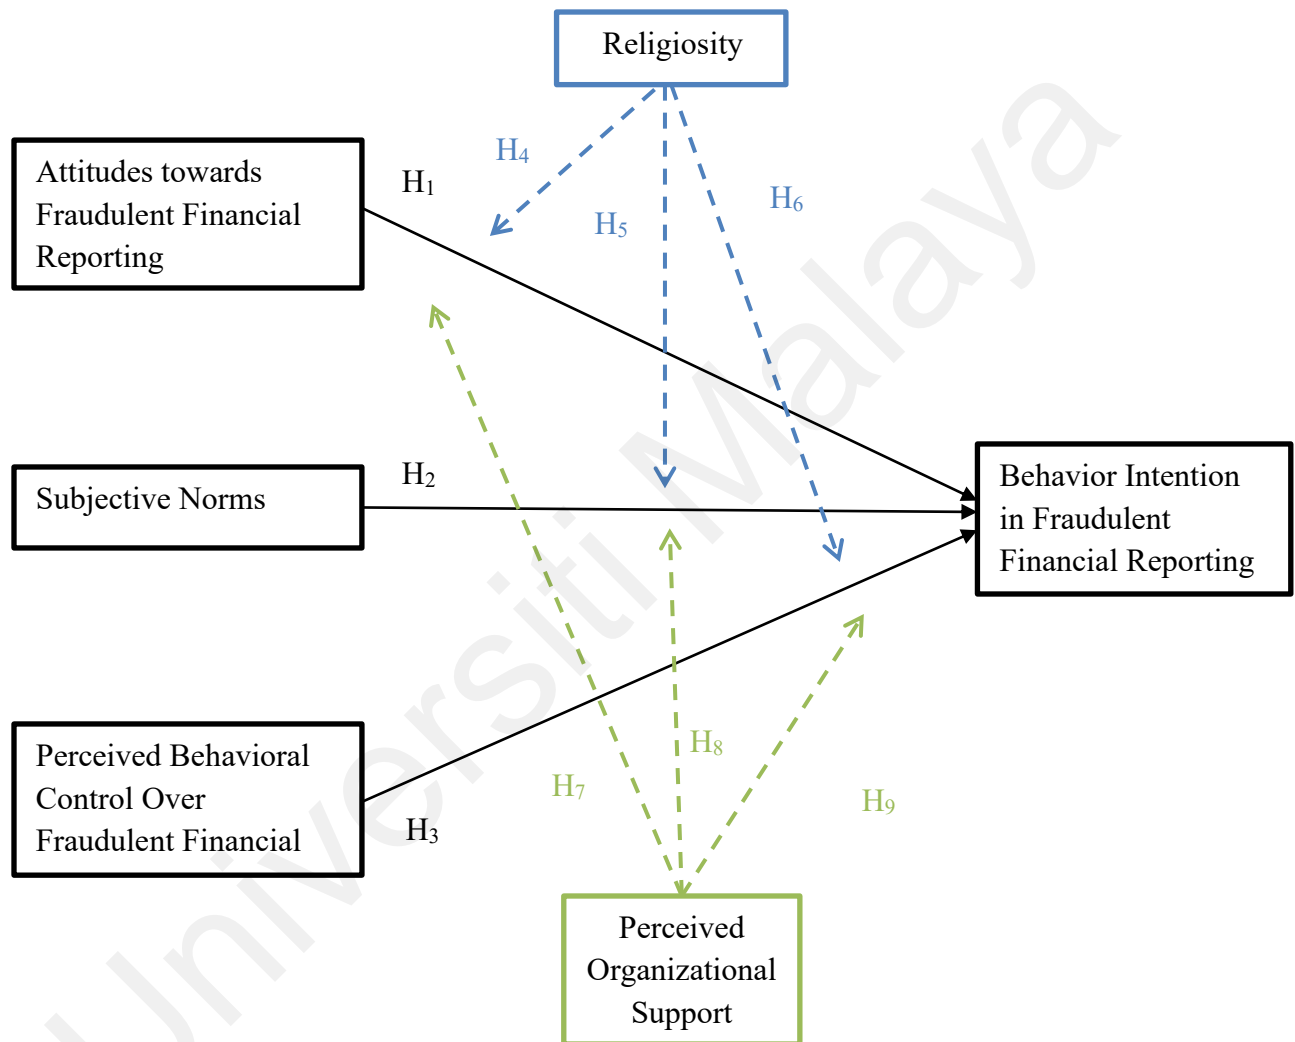 Religiosity
Attitudes towards
Fraudulent Financial
Reporting
H1
H4
H5
H6
Subjective Norms
H2
Behavior Intention
in Fraudulent
Financial Reporting
Perceived Behavioral
Control Over
Fraudulent Financial
H3
H7
H8
H9
Perceived
Organizational
Support
Universiti Malaya